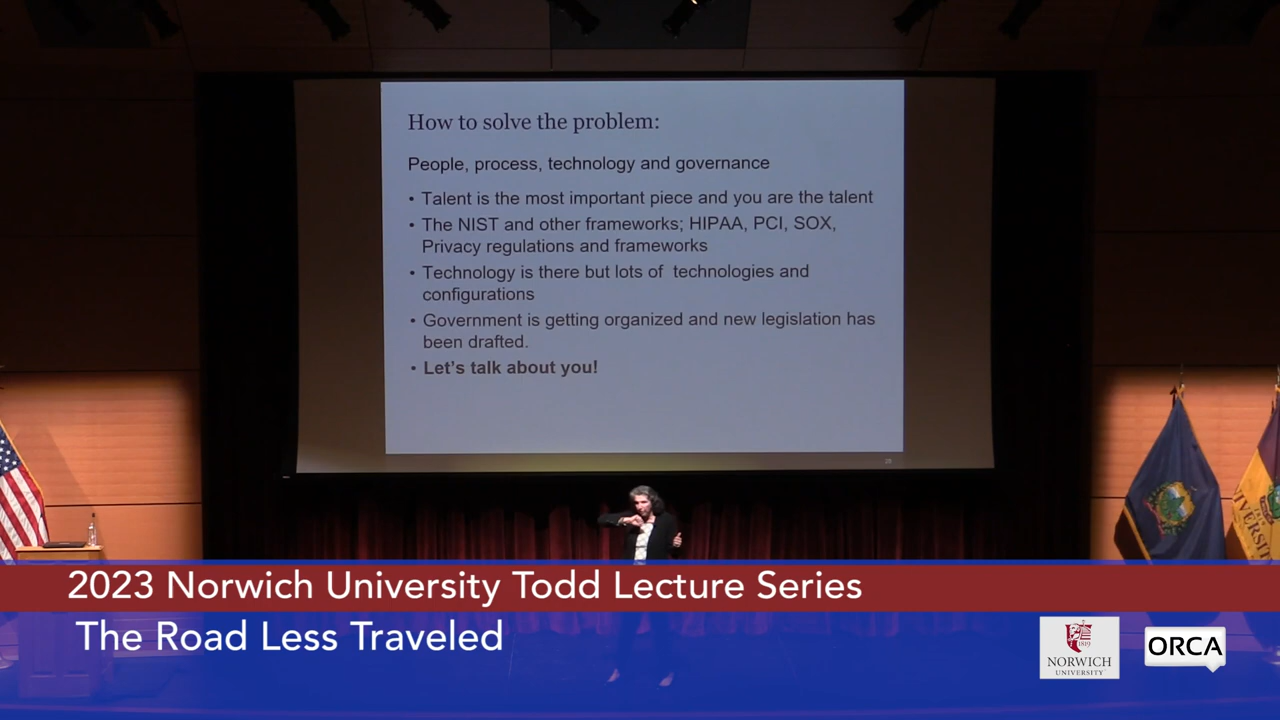 How to solve the problem:
People, process, technology and governance
• Talent is the most important piece and you are the talent
• The NIST and other frameworks; HIPAA, PCI, SOX,
Privacy regulations and frameworks
• Technology is there but lots of technologies and
configurations
• Government is getting organized and new legislation has
been drafted.
• Let's talk about you!
2023 Norwich University Todd Lecture Series
The Road Less Traveled
1819
NORWICH
UNIVERSITY
ORCA